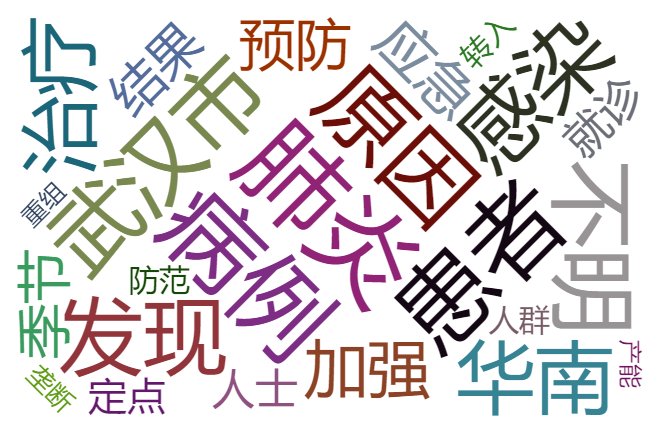 治疗
结果
预防
应急
转入
感染
就诊
武汉市
原因
肺炎
重组
病例
患者
不明
季节
防范
发现
人群
加强
华南
产能
垄断
定点
人士